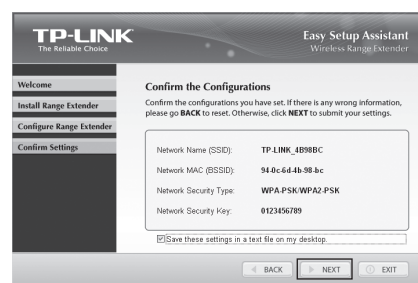 TP-LINK
The Reliable Choice
Easy Setup Assistant
Wireless Range Extender
Welcome
Install Range Extender
Configure Range Extender
Confirm Settings
Confirm the Configurations
Confirm the configurations you have set. If there is any wrong information,
please go BACK to reset. Otherwise, click NEXT to submit your settings.
Network Name (SSID): TP-LINK_4B98BC
Network MAC (BSSID): 94-0c-6d-4b-98-bc
Network Security Type: WPA-PSK/WPA2-PSK
Network Security Key: 0123456789
Save these settings in a text file on my desktop.
BACK
NEXT
EXIT